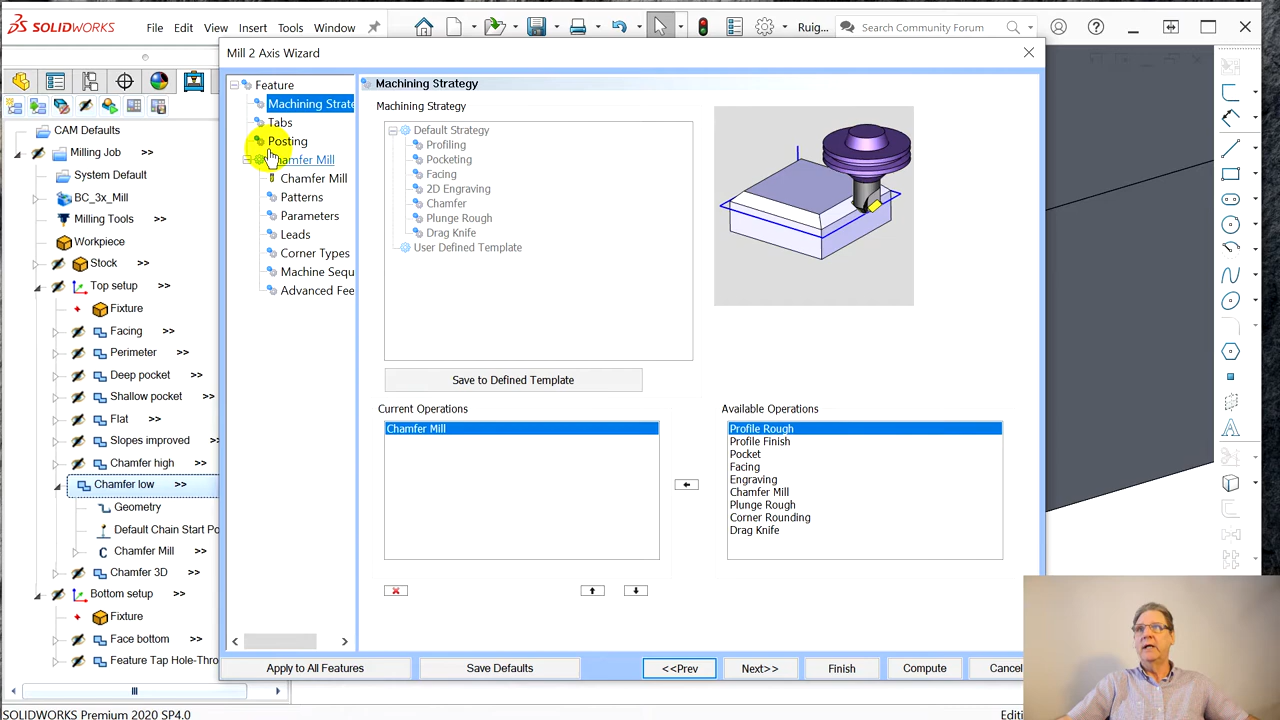 SOLIDWORKS File Edit View Insert Tools Window Ruig... Search Community Forum
Mill 2 Axis Wizard
CAM Defaults
Milling Job >>
System Default
BC_3x_Mill
Milling Tools >>
Workpiece
Stock >>
Top setup >>
Fixture
Facing >>
Perimeter >>
Deep pocket >>
Shallow pocket >>
Flat >>
Slopes improved >>
Chamfer high >>
Chamfer low >>
Geometry
Default Chain Start Po
Chamfer Mill >>
Chamfer 3D >>
Bottom setup >>
Fixture
Face bottom >>
Feature Tap Hole-Thro
Feature
Machining Strate
Tabs
Posting
Chamfer Mill
Chamfer Mill
Patterns
Parameters
Leads
Corner Types
Machine Sequ
Advanced Fee
Machining Strategy
Machining Strategy
Default Strategy
Profiling
Pocketing
Facing
2D Engraving
Chamfer
Plunge Rough
Drag Knife
User Defined Template
Save to Defined Template
Current Operations
Chamfer Mill
Available Operations
Profile Rough
Profile Finish
Pocket
Facing
Engraving
Chamfer Mill
Plunge Rough
Corner Rounding
Drag Knife
Apply to All Features Save Defaults <<Prev Next>> Finish Compute Cancel
SOLIDWORKS Premium 2020 SP4.0 Editi